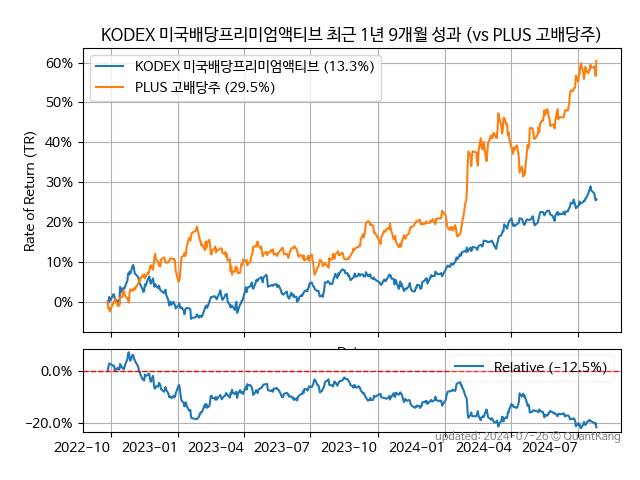 KODEX 미국배당프리미엄액티브 최근 1년 9개월 성과 (vs PLUS 고배당주)
KODEX 미국배당프리미엄액티브 (13.3%)
PLUS 고배당주 (29.5%)
Rate of Return (TR)
60%
50%
40%
30%
20%
10%
0%
Relative (−12.5%)
0.0%
−20.0%
2022-10 2023-01 2023-04 2023-07 2023-10 2024-01 2024-04 2024-07
updated: 2024-07-26 © QuantKang